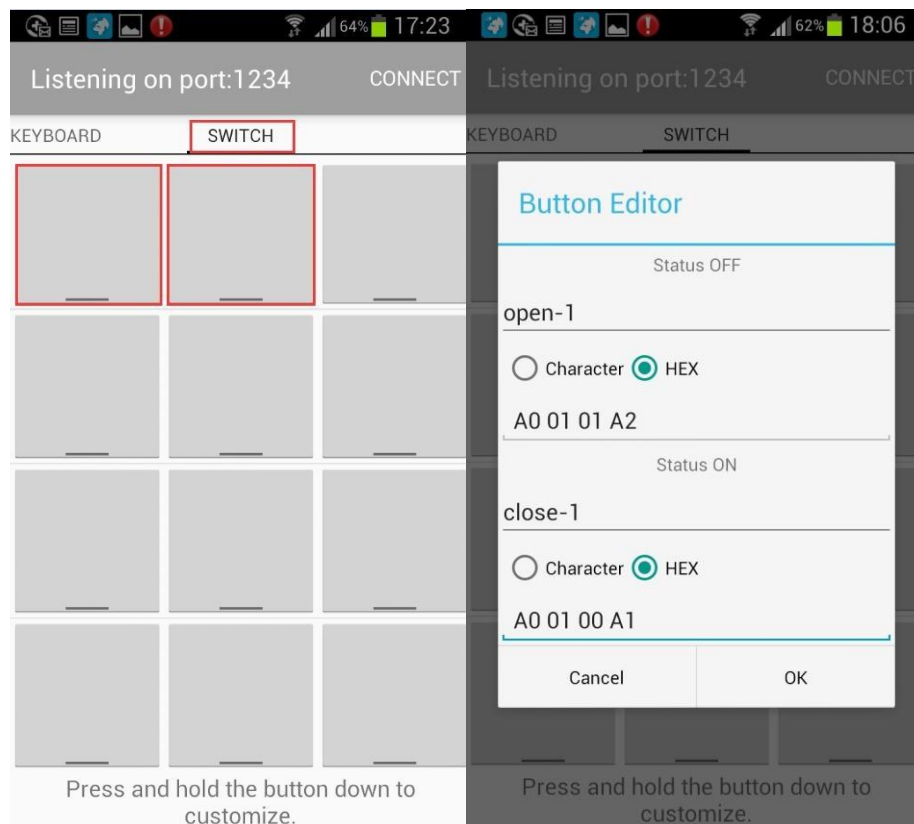 64% 17:23
Listening on port:1234 CONNECT
KEYBOARD SWITCH
Press and hold the button down to
customize.
62% 18:06
Listening on port:1234 CONNECT
KEYBOARD SWITCH
Button Editor
Status OFF
open-1
Character HEX
A0 01 01 A2
Status ON
close-1
Character HEX
A0 01 00 A1
Cancel OK
Press and hold the button down to
customize.